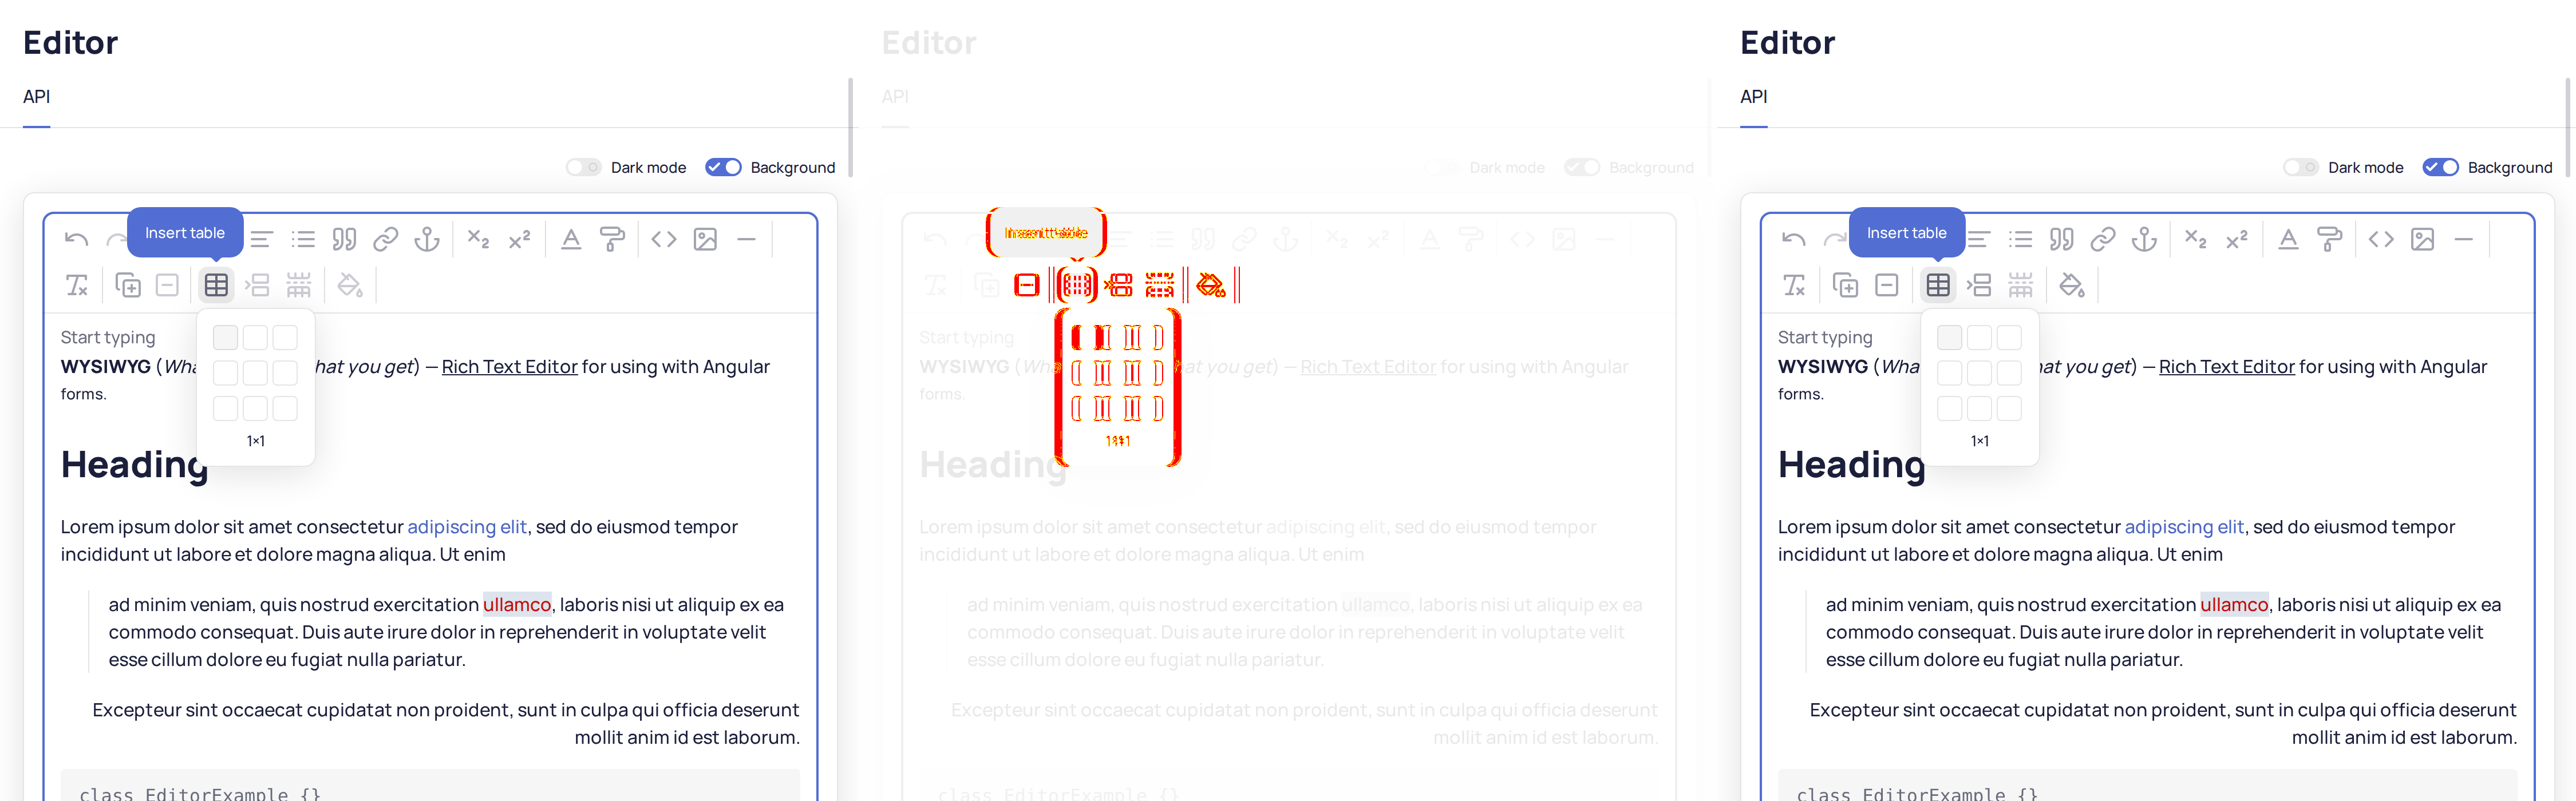 Editor
API
Dark mode
Background
Insert table
Start typing
WYSIWYG (Wha hat you get) — Rich Text Editor for using with Angular
forms.
1×1
Heading
Lorem ipsum dolor sit amet consectetur adipiscing elit, sed do eiusmod tempor
incididunt ut labore et dolore magna aliqua. Ut enim
ad minim veniam, quis nostrud exercitation ullamco, laboris nisi ut aliquip ex ea
commodo consequat. Duis aute irure dolor in reprehenderit in voluptate velit
esse cillum dolore eu fugiat nulla pariatur.
Excepteur sint occaecat cupidatat non proident, sunt in culpa qui officia deserunt
mollit anim id est laborum.
class EditorExample {}
Editor
API
Dark mode
Background
Start typing
WYSIWYG (Wha at you get) — Rich Text Editor for using with Angular
forms.
Heading
Lorem ipsum dolor sit amet consectetur adipiscing elit, sed do eiusmod tempor
incididunt ut labore et dolore magna aliqua. Ut enim
ad minim veniam, quis nostrud exercitation ullamco, laboris nisi ut aliquip ex ea
commodo consequat. Duis aute irure dolor in reprehenderit in voluptate velit
esse cillum dolore eu fugiat nulla pariatur.
Excepteur sint occaecat cupidatat non proident, sunt in culpa qui officia deserunt
mollit anim id est laborum.
class EditorExample {}
Editor
API
Dark mode
Background
Insert table
Start typing
WYSIWYG (Wha at you get) — Rich Text Editor for using with Angular
forms.
1×1
Heading
Lorem ipsum dolor sit amet consectetur adipiscing elit, sed do eiusmod tempor
incididunt ut labore et dolore magna aliqua. Ut enim
ad minim veniam, quis nostrud exercitation ullamco, laboris nisi ut aliquip ex ea
commodo consequat. Duis aute irure dolor in reprehenderit in voluptate velit
esse cillum dolore eu fugiat nulla pariatur.
Excepteur sint occaecat cupidatat non proident, sunt in culpa qui officia deserunt
mollit anim id est laborum.
class EditorExample {}